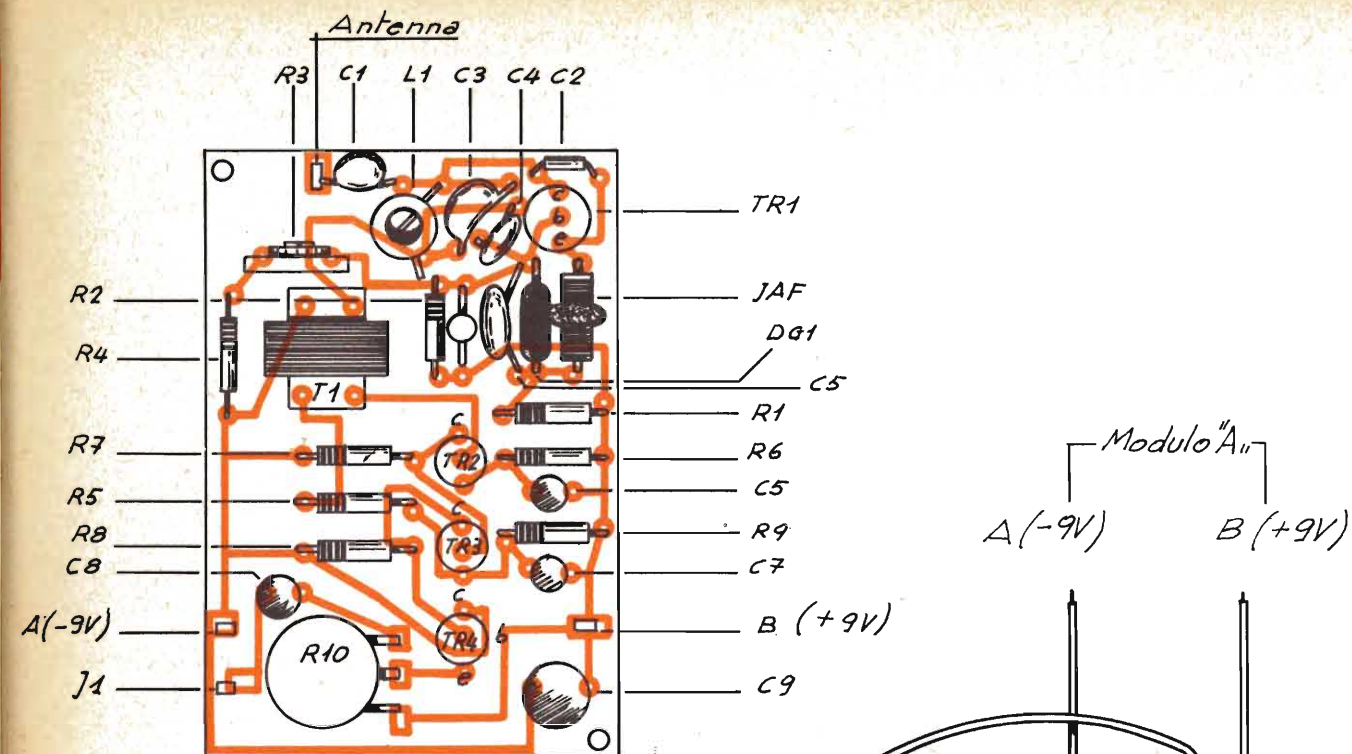 Antenna
R3 C1 L1 C3 C4 C2
TR1
R2
JAF
DG1
R4
C5
T1
R1
R7
TR2
R6
C5
R5
R8
TR3
R9
C8
C7
A(-9V)
TR4
B (+9V)
R10
J1
C9
c
b
e
c
c
c
b
e
Modulo "A"
A (-9V) B (+9V)